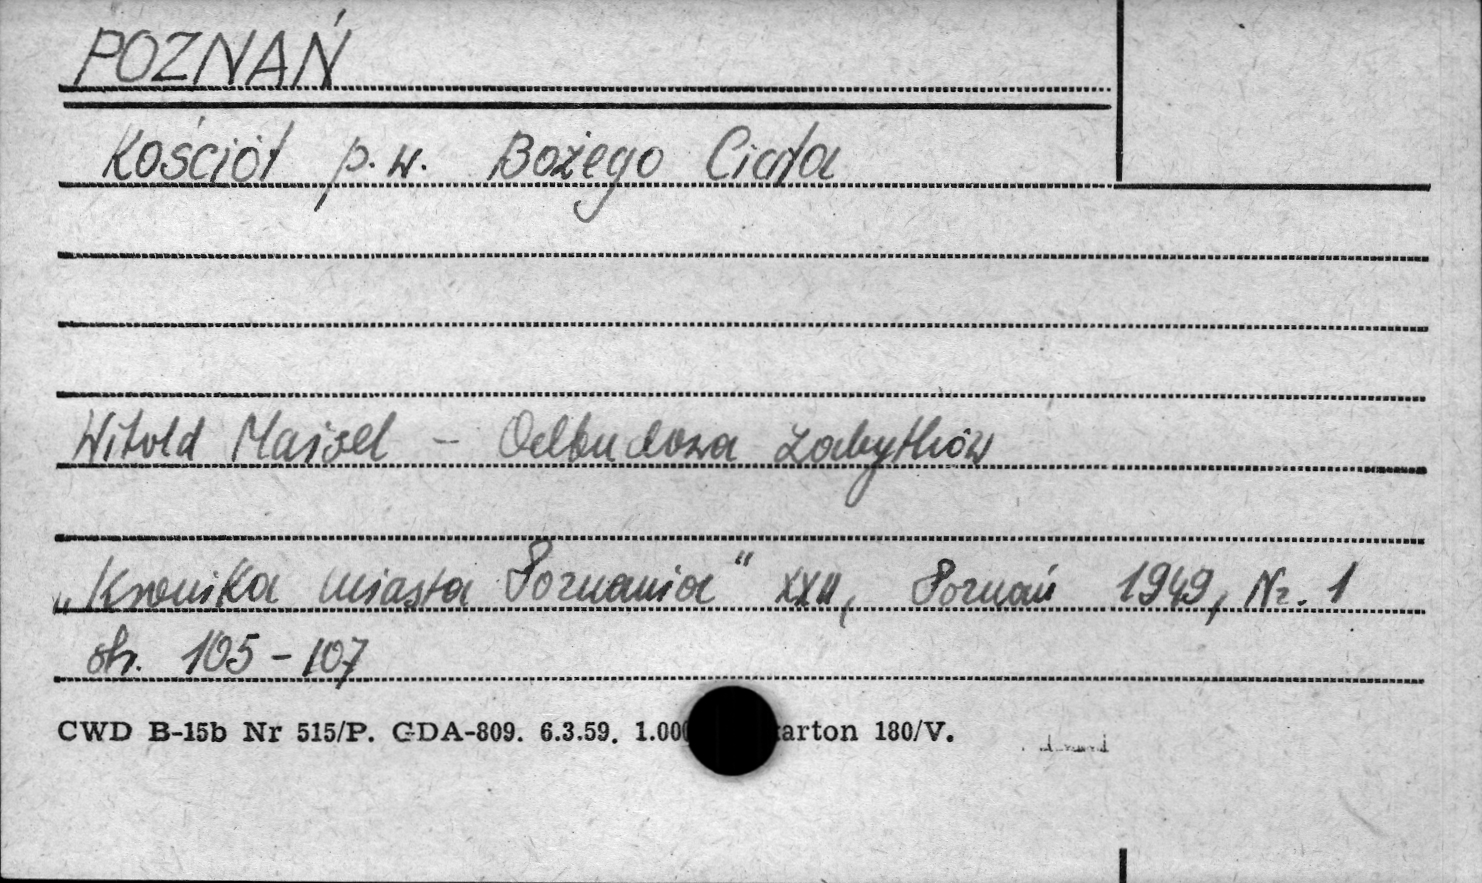 POZNAŃ
Kościół p.w. Bożego Ciała
Witold Maisel - Odbudowa zabytków
„Kronika miasta Poznania" XXII, Poznań 1949, Nr. 1
str. 105-107
CWD B-15b Nr 515/P. GDA-809. 6.3.59. 1.000 karton 180/V.